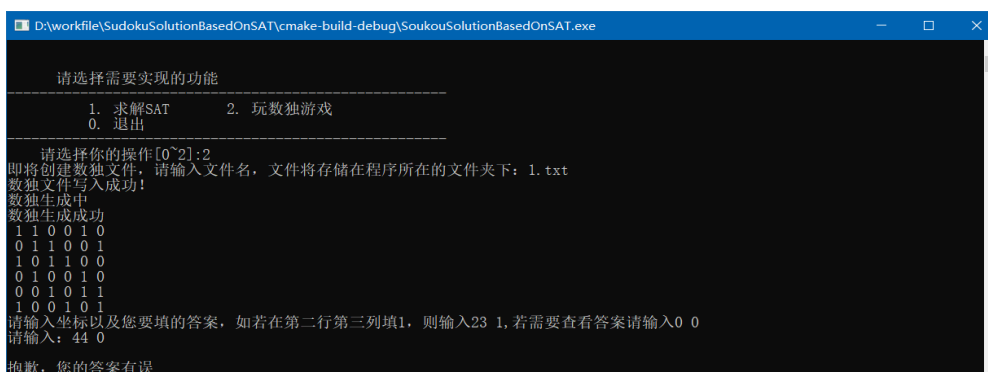 D:\workfile\SudokuSolutionBasedOnSAT\cmake-build-debug\SoukouSolutionBasedOnSAT.exe
请选择需要实现的功能
------------------------------------------------------
1. 求解SAT 2. 玩数独游戏
0. 退出
------------------------------------------------------
请选择你的操作[0~2]:2
即将创建数独文件，请输入文件名，文件将存储在程序所在的文件夹下：1.txt
数独文件写入成功！
数独生成中
数独生成成功
1 1 0 0 1 0
0 1 1 0 0 1
1 0 1 1 0 0
0 1 0 0 1 0
0 0 1 0 1 1
1 0 0 1 0 1
请输入坐标以及您要填的答案，如若在第二行第三列填1，则输入23 1,若需要查看答案请输入0 0
请输入：44 0
抱歉，您的答案有误